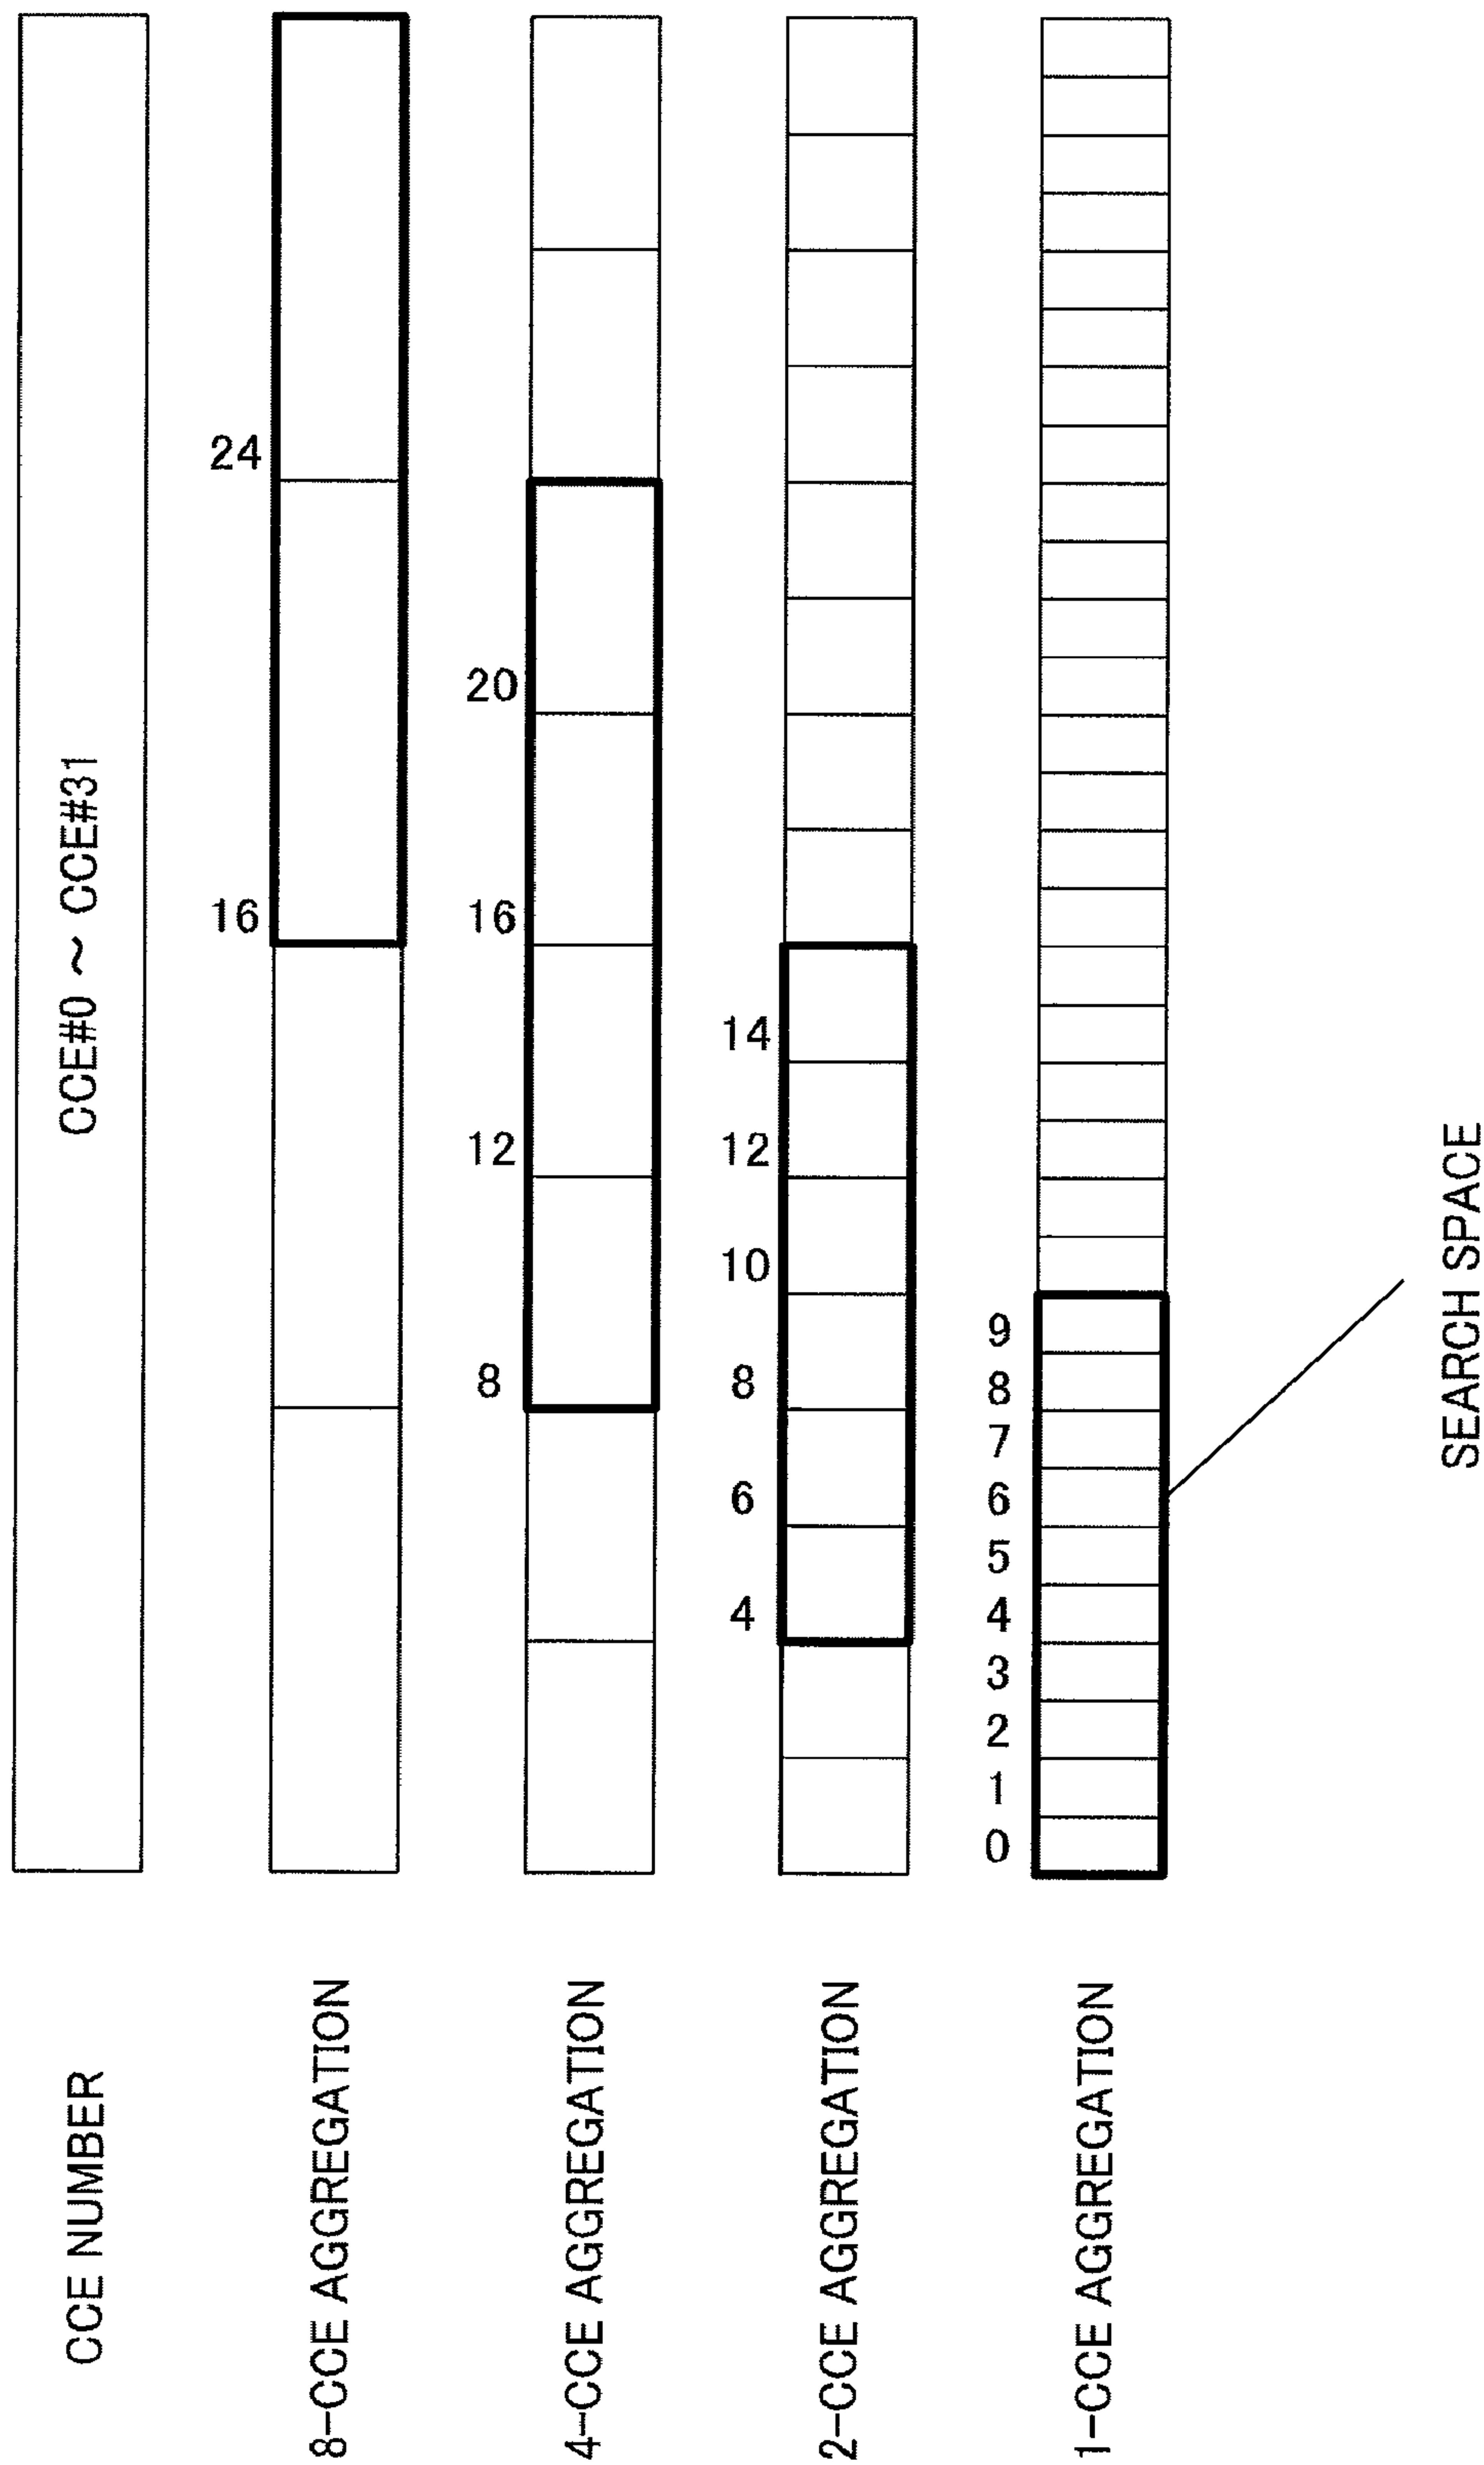 CCE NUMBER
CCE#0 ~ CCE#31
8-CCE AGGREGATION
16 24
4-CCE AGGREGATION
8 12 16 20
2-CCE AGGREGATION
4 6 8 10 12 14
1-CCE AGGREGATION
0 1 2 3 4 5 6 7 8 9
SEARCH SPACE